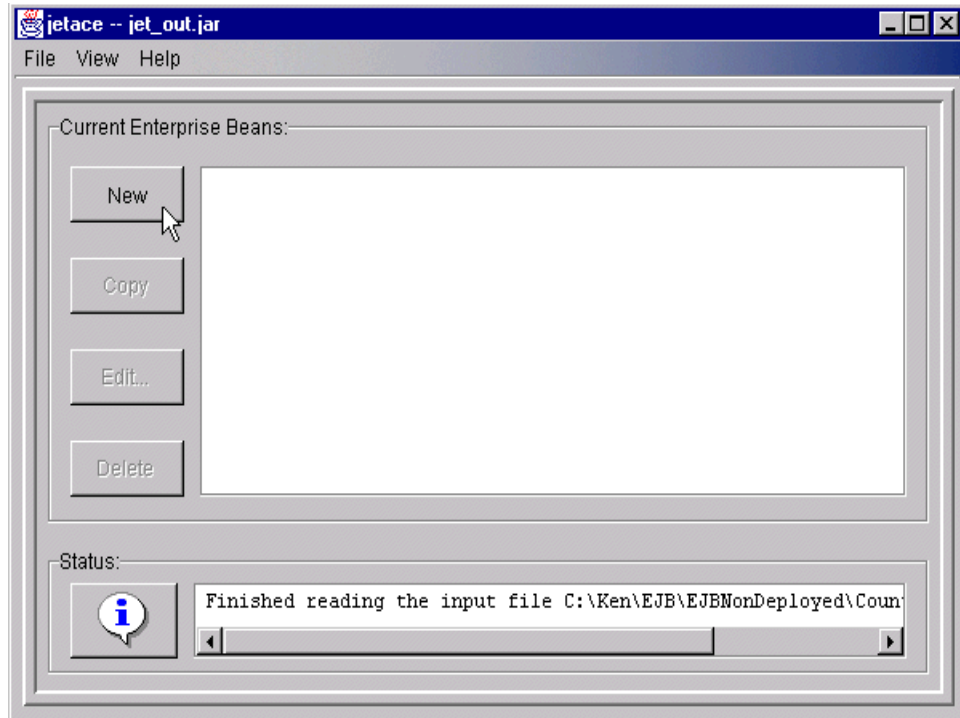 jetace -- jet_out.jar
File View Help
Current Enterprise Beans:
New
Copy
Edit...
Delete
Status:
Finished reading the input file C:\Ken\EJB\EJBNonDeployed\Coun